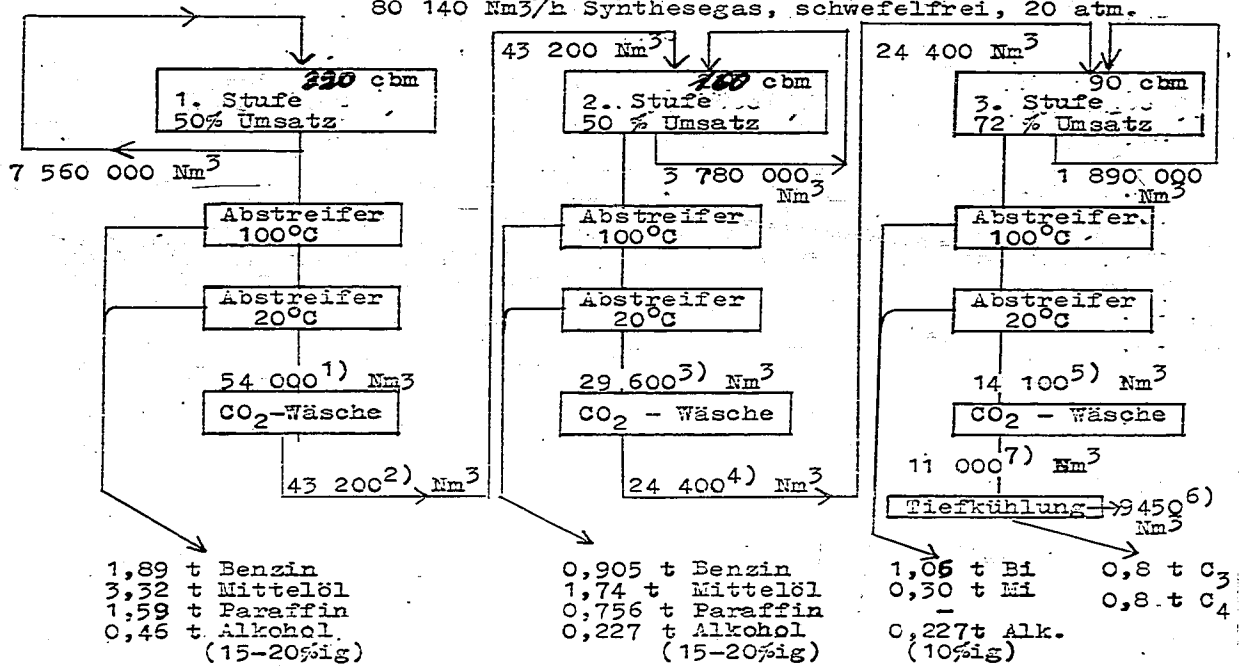 80 140 Nm3/h Synthesegas, schwefelfrei, 20 atm.
43 200 Nm3
24 400 Nm3
220 cbm
1. Stufe
50% Umsatz
160 cbm
2. Stufe
50 % Umsatz
90 cbm
3. Stufe
72 % Umsatz
7 560 000 Nm3
3 780 000 Nm3
1 890 000
Nm3
Abstreifer
100°C
Abstreifer
100°C
Abstreifer
100°C
Abstreifer
20°C
Abstreifer
20°C
Abstreifer
20°C
54 000 1) Nm3
29 600 3) Nm3
14 100 5) Nm3
CO2-Wäsche
CO2 - Wäsche
CO2 - Wäsche
11 000 7) Nm3
43 200 2) Nm3
24 400 4) Nm3
Tiefkühlung
9450 6)
Nm3
1,89 t Benzin
3,32 t Mittelöl
1,59 t Paraffin
0,46 t Alkohol.
(15-20%ig)
0,905 t Benzin
1,74 t Mittelöl
0,756 t Paraffin
0,227 t Alkohol
(15-20%ig)
1,06 t Bi
0,30 t Mi
-
0,227t Alk.
(10%ig)
0,8 t C3
0,8 t C4